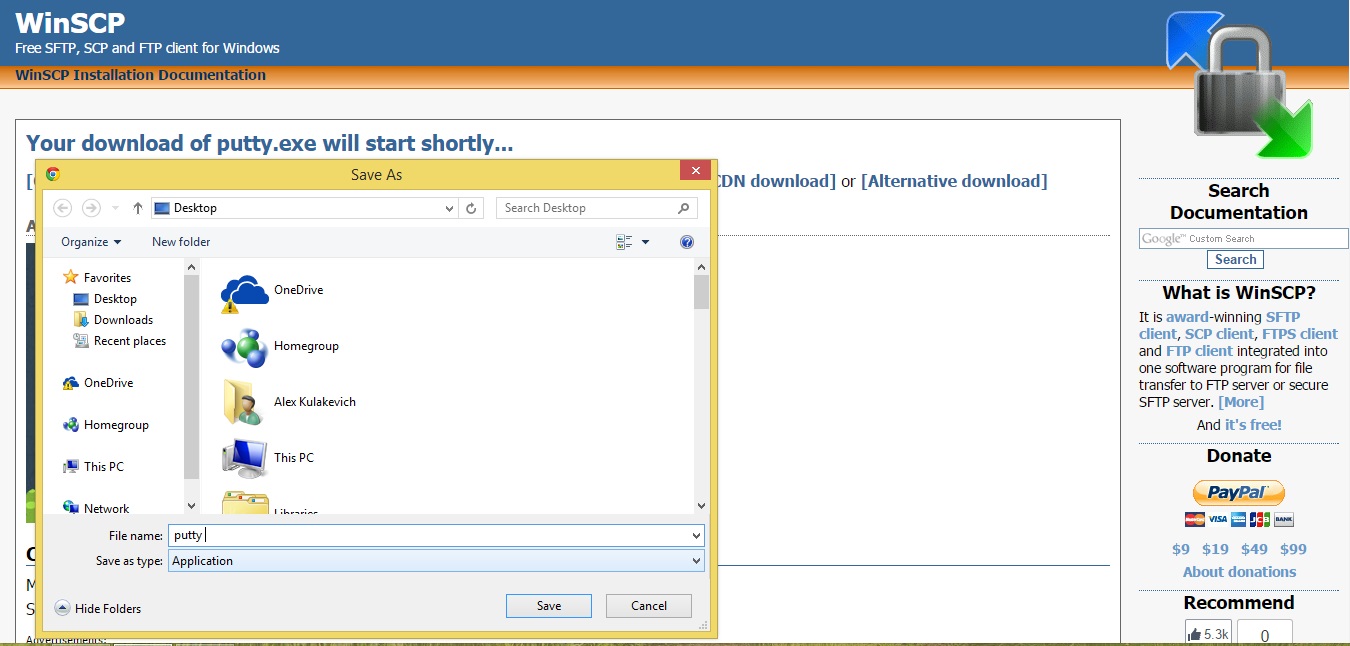 WinSCP
Free SFTP, SCP and FTP client for Windows
WinSCP Installation Documentation
Your download of putty.exe will start shortly...
CDN download] or [Alternative download]
Save As
Desktop
Search Desktop
Organize
New folder
Favorites
Desktop
Downloads
Recent places
OneDrive
Homegroup
This PC
Network
OneDrive
Homegroup
Alex Kulakevich
This PC
Libraries
File name: putty
Save as type: Application
Hide Folders
Save
Cancel
Advertisements:
Search
Documentation
Google™ Custom Search
Search
What is WinSCP?
It is award-winning SFTP
client, SCP client, FTPS client
and FTP client integrated into
one software program for file
transfer to FTP server or secure
SFTP server. [More]
And it's free!
Donate
PayPal
VISA
JCB
BANK
$9 $19 $49 $99
About donations
Recommend
5.3k
0